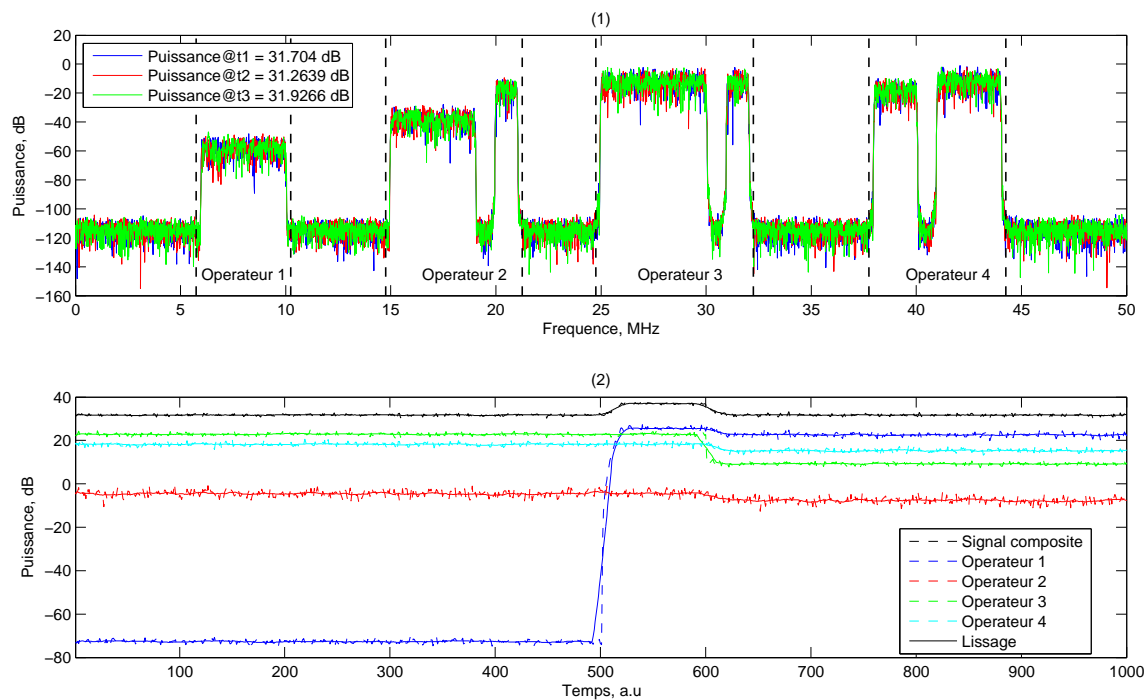 (1)
20
0
−20
−40
−60
−80
−100
−120
−140
−160
Puissance, dB
Puissance@t1 = 31.704 dB
Puissance@t2 = 31.2639 dB
Puissance@t3 = 31.9266 dB
Operateur 1
Operateur 2
Operateur 3
Operateur 4
0 5 10 15 20 25 30 35 40 45 50
Frequence, MHz
(2)
40
20
0
−20
−40
−60
−80
Puissance, dB
Signal composite
Operateur 1
Operateur 2
Operateur 3
Operateur 4
Lissage
100 200 300 400 500 600 700 800 900 1000
Temps, a.u